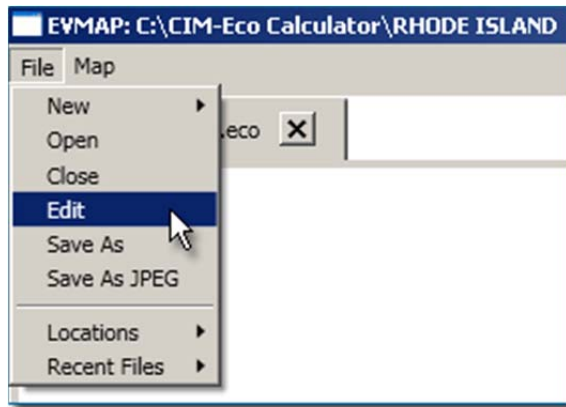 EVMAP: C:\CIM-Eco Calculator\RHODE ISLAND
File Map
New
.eco
Open
Close
Edit
Save As
Save As JPEG
Locations
Recent Files